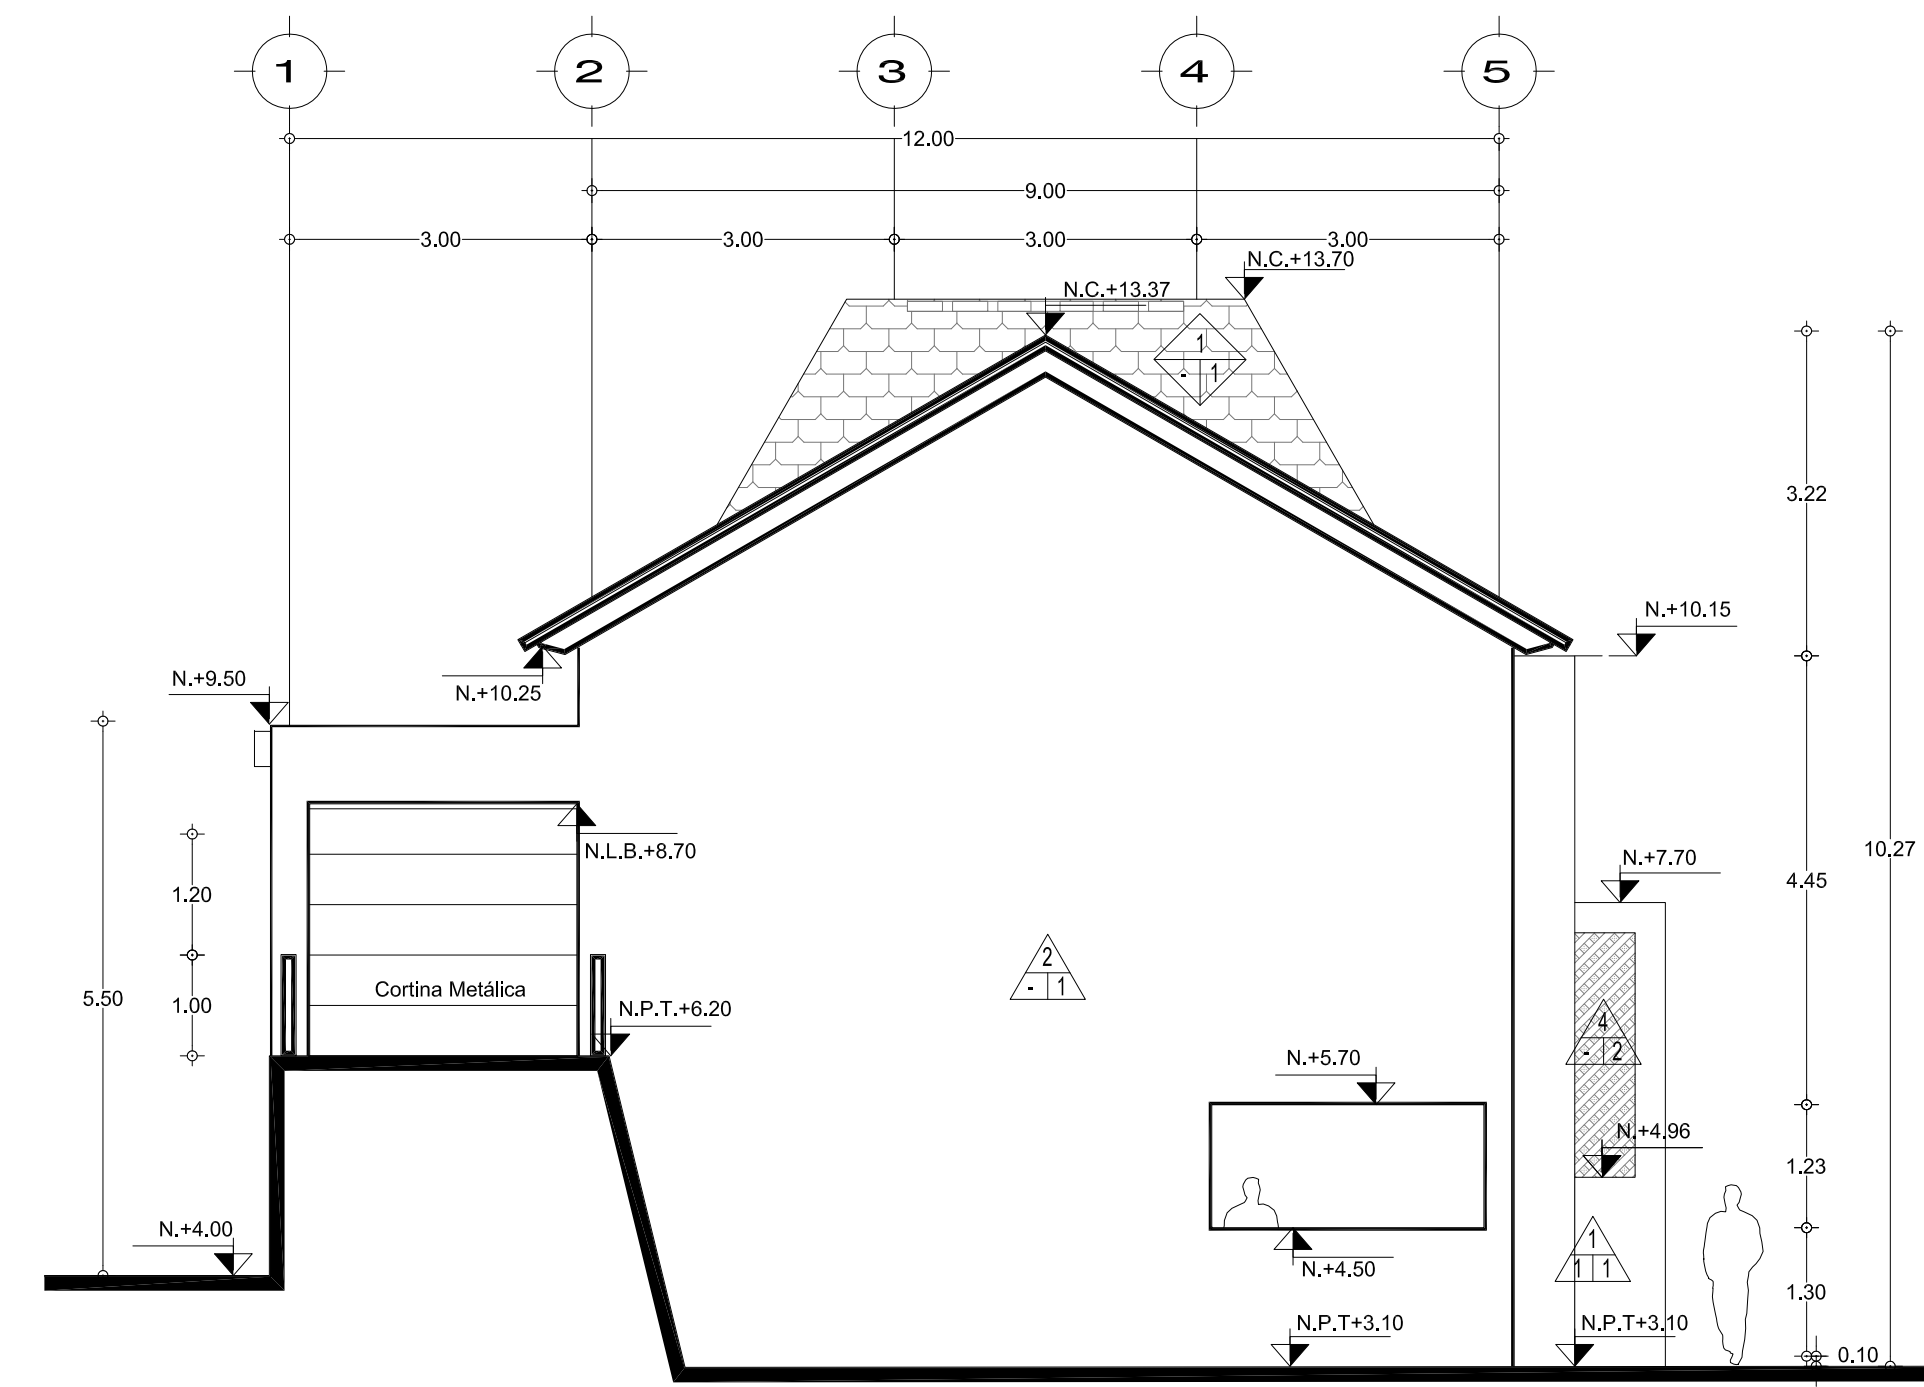 1 2 3 4 5
12.00
9.00
3.00 3.00 3.00 3.00
N.C.+13.70
N.C.+13.37
1
- 1
3.22
N.+10.15
N.+9.50
N.+10.25
N.L.B.+8.70
N.+7.70
10.27
4.45
1.20
2
- 1
Cortina Metálica
5.50
1.00
N.P.T.+6.20
4
- 2
N.+5.70
N.+4.96
1.23
N.+4.00
1
1 1
N.+4.50
1.30
N.P.T+3.10
N.P.T+3.10
0.10